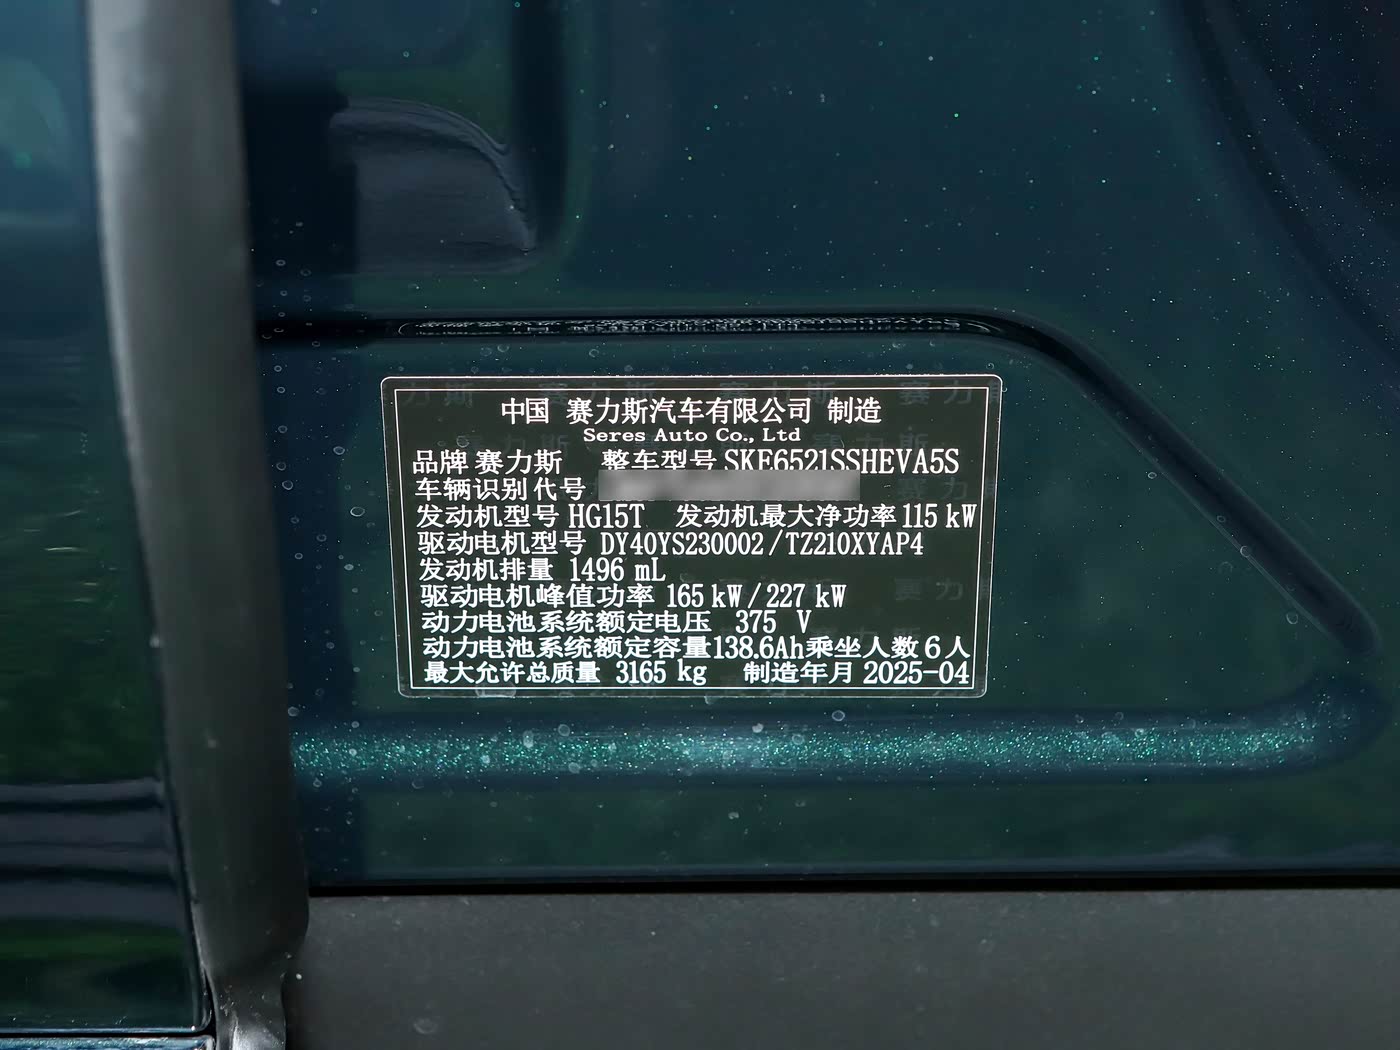 中国 赛力斯汽车有限公司 制造
Seres Auto Co., Ltd
品牌 赛力斯 整车型号 SKE6521SSHEVA5S
车辆识别代号
发动机型号 HG15T 发动机最大净功率 115 kW
驱动电机型号 DY40YS230002/TZ210XYAP4
发动机排量 1496 mL
驱动电机峰值功率 165 kW/227 kW
动力电池系统额定电压 375 V
动力电池系统额定容量138.6Ah乘坐人数 6 人
最大允许总质量 3165 kg 制造年月 2025-04